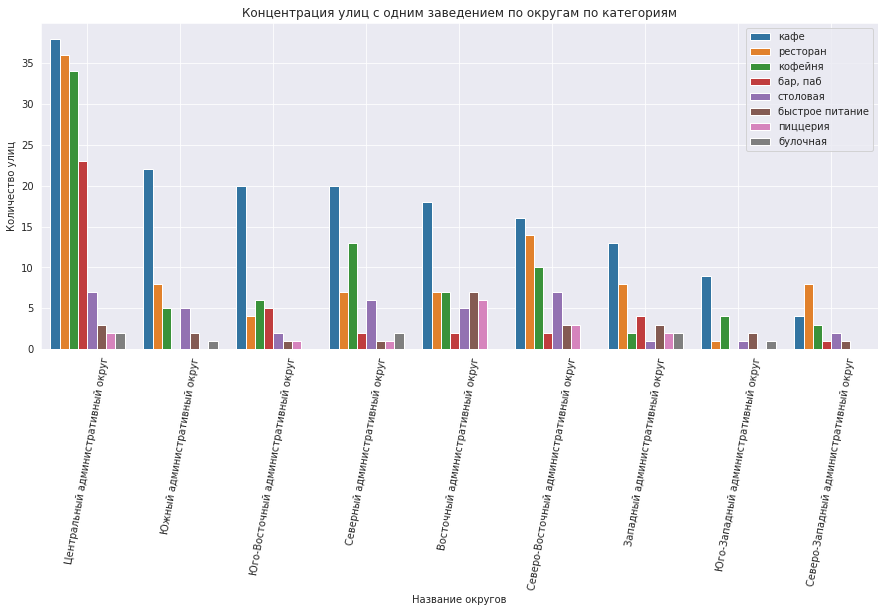 Концентрация улиц с одним заведением по округам по категориям
кафе
ресторан
кофейня
бар, паб
столовая
быстрое питание
пиццерия
булочная
Количество улиц
35
30
25
20
15
10
5
0
Центральный административный округ
Южный административный округ
Юго-Восточный административный округ
Северный административный округ
Восточный административный округ
Северо-Восточный административный округ
Западный административный округ
Юго-Западный административный округ
Северо-Западный административный округ
Название округов